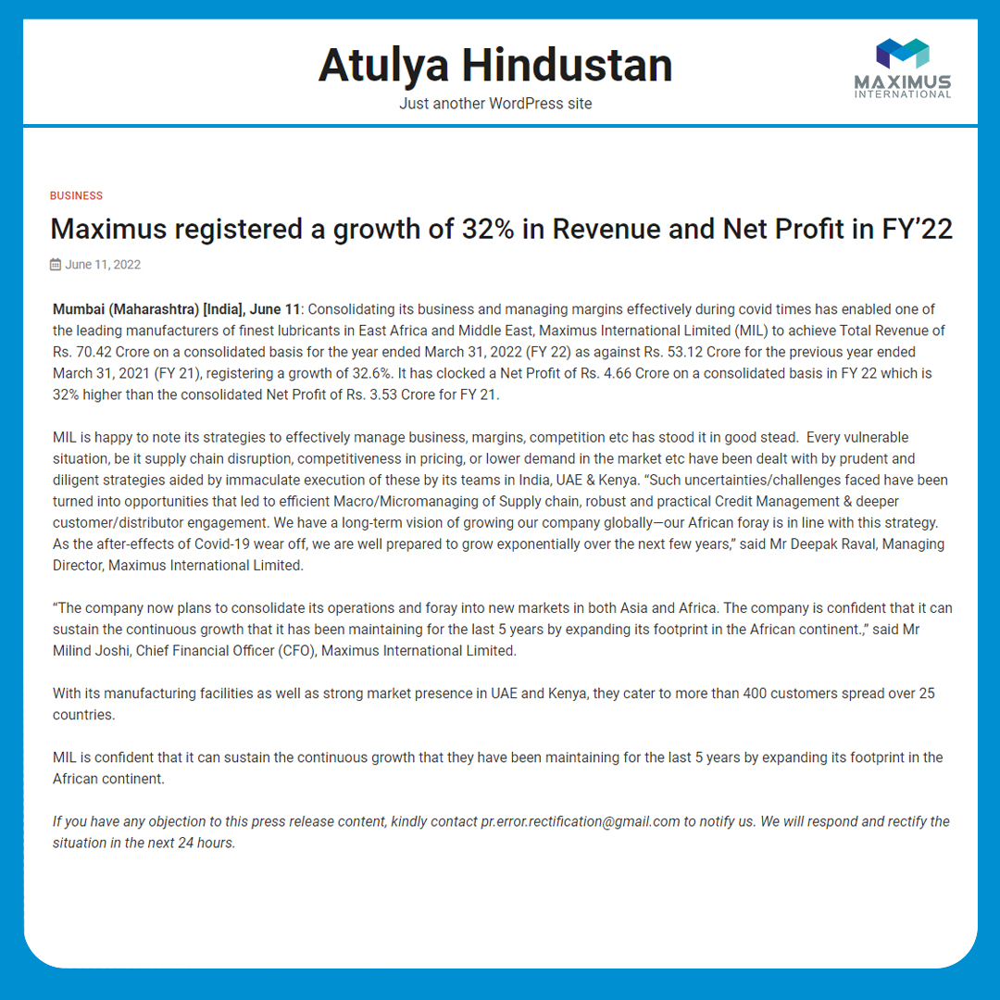 Atulya Hindustan
Just another WordPress site
MAXIMUS
INTERNATIONAL
BUSINESS
Maximus registered a growth of 32% in Revenue and Net Profit in FY’22
June 11, 2022
Mumbai (Maharashtra) [India], June 11: Consolidating its business and managing margins effectively during covid times has enabled one of
the leading manufacturers of finest lubricants in East Africa and Middle East, Maximus International Limited (MIL) to achieve Total Revenue of
Rs. 70.42 Crore on a consolidated basis for the year ended March 31, 2022 (FY 22) as against Rs. 53.12 Crore for the previous year ended
March 31, 2021 (FY 21), registering a growth of 32.6%. It has clocked a Net Profit of Rs. 4.66 Crore on a consolidated basis in FY 22 which is
32% higher than the consolidated Net Profit of Rs. 3.53 Crore for FY 21.
MIL is happy to note its strategies to effectively manage business, margins, competition etc has stood it in good stead.  Every vulnerable
situation, be it supply chain disruption, competitiveness in pricing, or lower demand in the market etc have been dealt with by prudent and
diligent strategies aided by immaculate execution of these by its teams in India, UAE & Kenya. “Such uncertainties/challenges faced have been
turned into opportunities that led to efficient Macro/Micromanaging of Supply chain, robust and practical Credit Management & deeper
customer/distributor engagement. We have a long-term vision of growing our company globally—our African foray is in line with this strategy.
As the after-effects of Covid-19 wear off, we are well prepared to grow exponentially over the next few years,” said Mr Deepak Raval, Managing
Director, Maximus International Limited.
“The company now plans to consolidate its operations and foray into new markets in both Asia and Africa. The company is confident that it can
sustain the continuous growth that it has been maintaining for the last 5 years by expanding its footprint in the African continent.,” said Mr
Milind Joshi, Chief Financial Officer (CFO), Maximus International Limited.
With its manufacturing facilities as well as strong market presence in UAE and Kenya, they cater to more than 400 customers spread over 25
countries.
MIL is confident that it can sustain the continuous growth that they have been maintaining for the last 5 years by expanding its footprint in the
African continent.
If you have any objection to this press release content, kindly contact pr.error.rectification@gmail.com to notify us. We will respond and rectify the
situation in the next 24 hours.